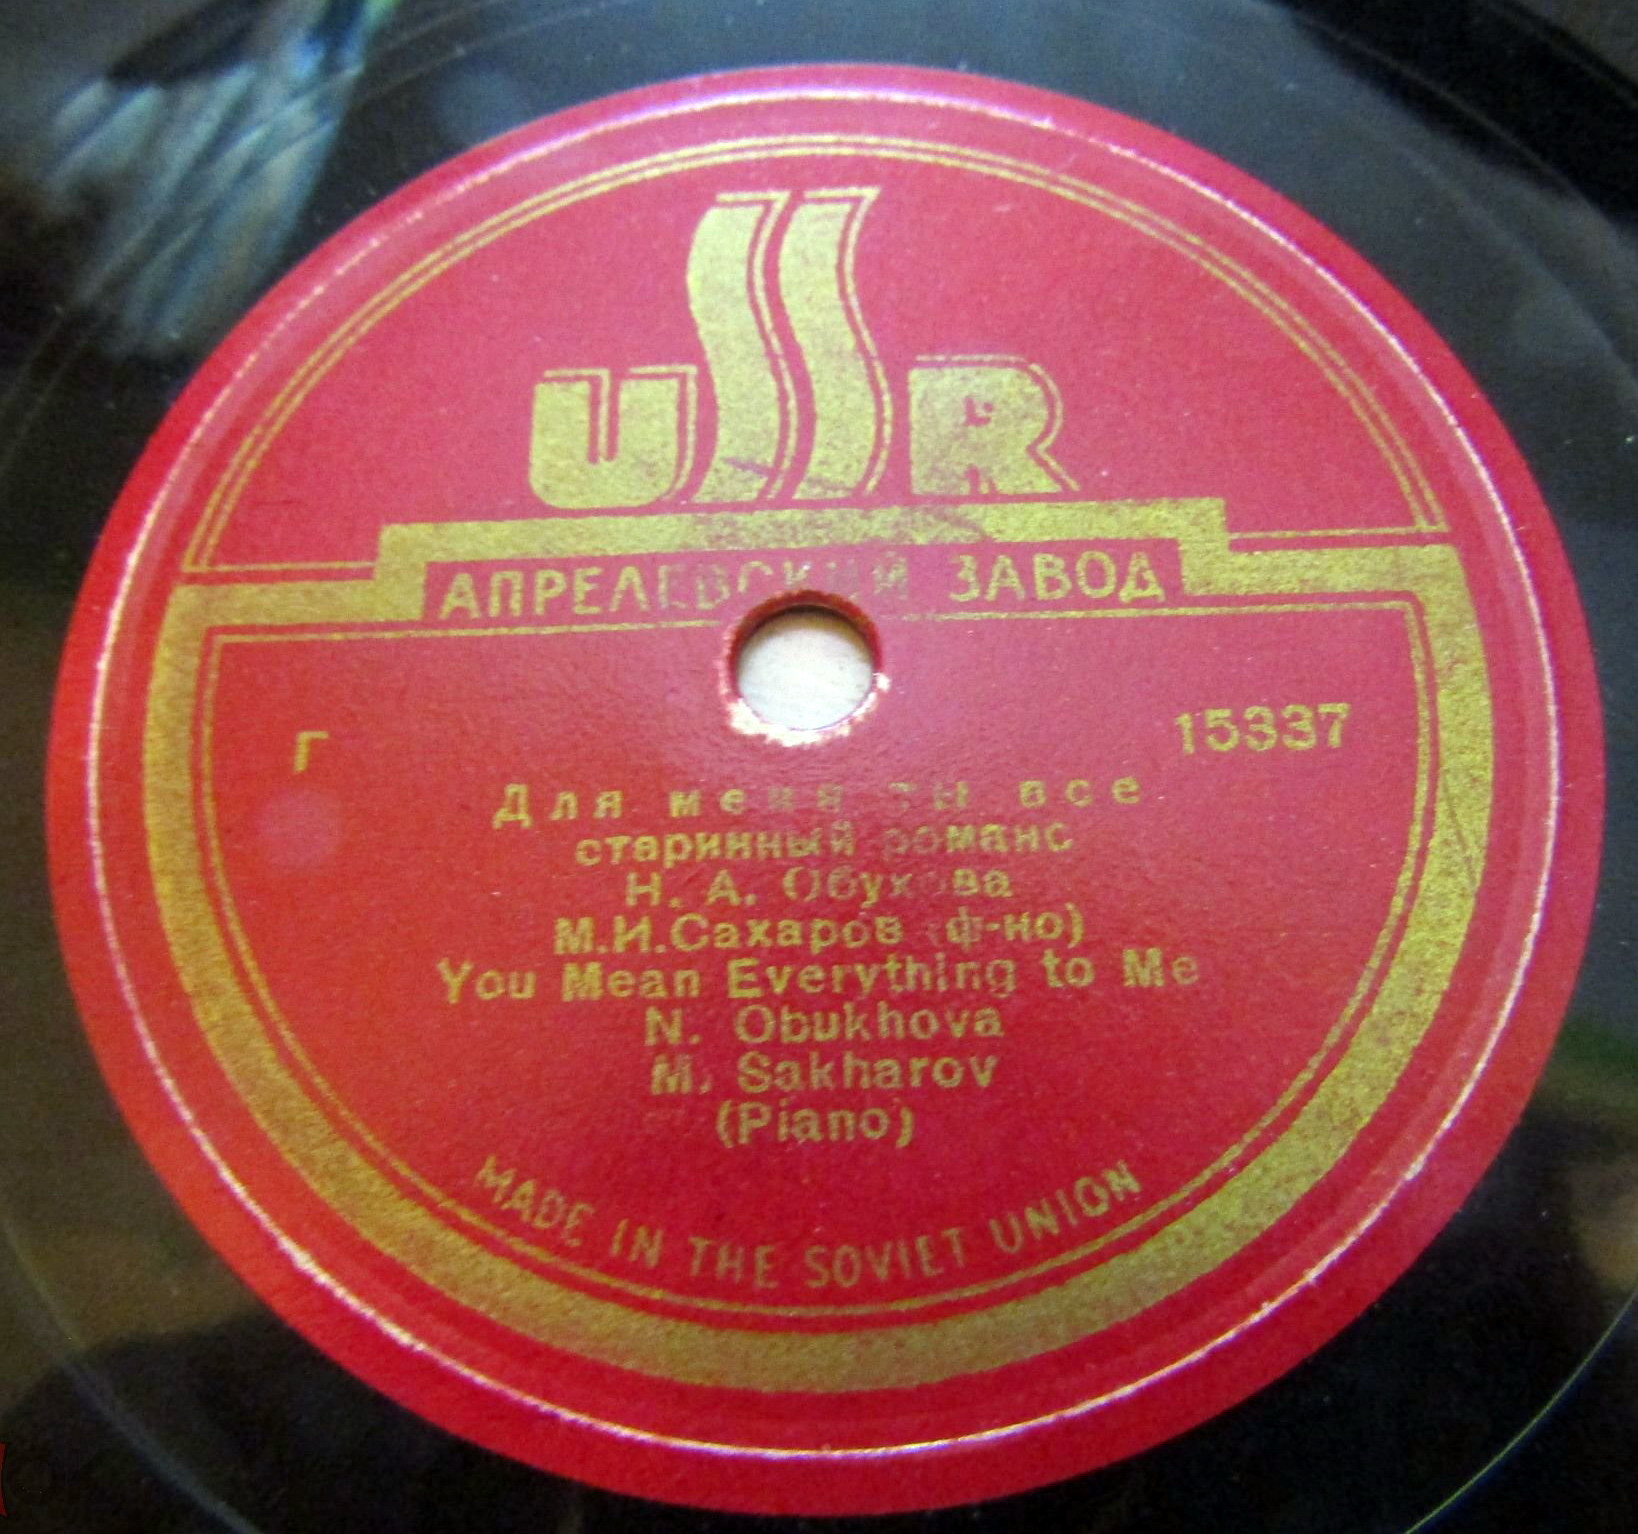 USSR
АПРЕЛЕВСКИЙ ЗАВОД
Г 15337
Для меня ты все
старинный романс
Н. А. Обухова
М.И.Сахаров (ф-но)
You Mean Everything to Me
N. Obukhova
M. Sakharov
(Piano)
MADE IN THE SOVIET UNION